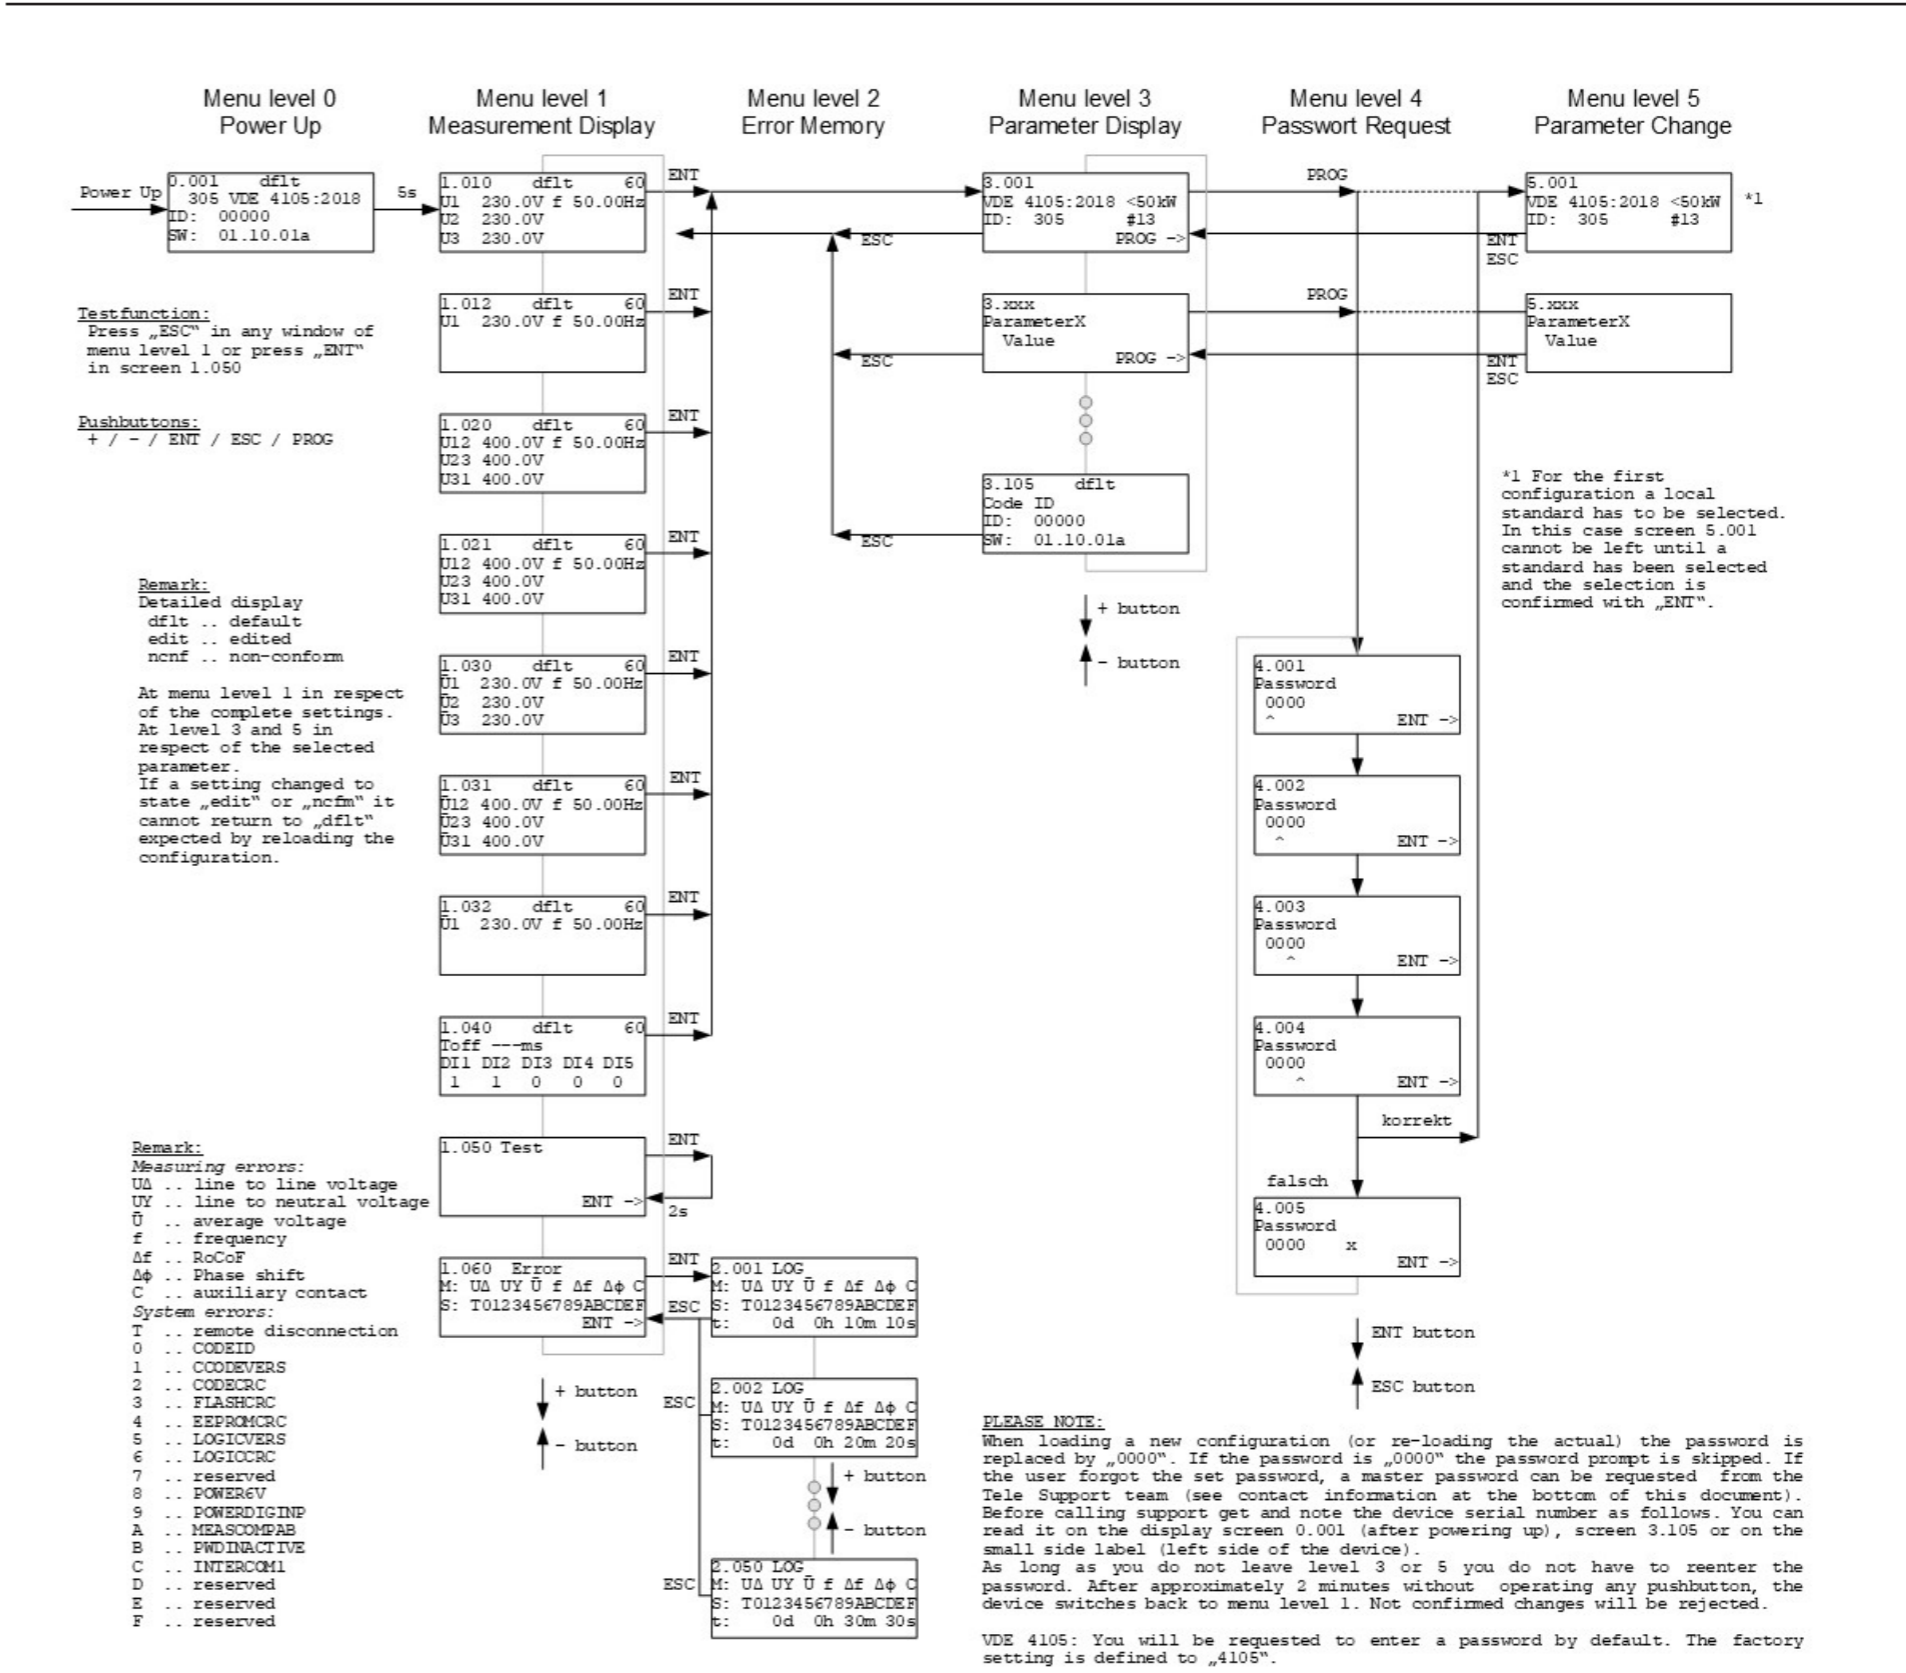 Menu level 0
Power Up
Menu level 1
Measurement Display
Menu level 2
Error Memory
Menu level 3
Parameter Display
Menu level 4
Passwort Request
Menu level 5
Parameter Change
Power Up
0.001 dflt
305 VDE 4105:2018
ID: 00000
SW: 01.10.01a
5s
Testfunction:
Press „ESC“ in any window of
menu level 1 or press „ENT“
in screen 1.050
Pushbuttons:
+ / - / ENT / ESC / PROG
Remark:
Detailed display
dflt .. default
edit .. edited
ncnf .. non-conform
At menu level 1 in respect
of the complete settings.
At level 3 and 5 in
respect of the selected
parameter.
If a setting changed to
state „edit“ or „ncfm“ it
cannot return to „dflt“
expected by reloading the
configuration.
Remark:
Measuring errors:
UΔ .. line to line voltage
UY .. line to neutral voltage
Ū .. average voltage
f .. frequency
Δf .. RoCoF
Δϕ .. Phase shift
C .. auxiliary contact
System errors:
T .. remote disconnection
0 .. CODEID
1 .. CCODEVERS
2 .. CODECRC
3 .. FLASHCRC
4 .. EEPROMCRC
5 .. LOGICVERS
6 .. LOGICCRC
7 .. reserved
8 .. POWER6V
9 .. POWERDIGINP
A .. MEASCOMPAB
B .. PWDINACTIVE
C .. INTERCOM1
D .. reserved
E .. reserved
F .. reserved
1.010 dflt 60
U1 230.0V f 50.00Hz
U2 230.0V
U3 230.0V
ENT
1.012 dflt 60
U1 230.0V f 50.00Hz
ENT
1.020 dflt 60
U12 400.0V f 50.00Hz
U23 400.0V
U31 400.0V
ENT
1.021 dflt 60
U12 400.0V f 50.00Hz
U23 400.0V
U31 400.0V
ENT
1.030 dflt 60
Ū1 230.0V f 50.00Hz
Ū2 230.0V
Ū3 230.0V
ENT
1.031 dflt 60
Ū12 400.0V f 50.00Hz
Ū23 400.0V
Ū31 400.0V
ENT
1.032 dflt 60
Ū1 230.0V f 50.00Hz
ENT
1.040 dflt 60
Toff ---ms
DI1 DI2 DI3 DI4 DI5
1 1 0 0 0
ENT
1.050 Test
ENT ->
ENT
2s
1.060 Error
M: UΔ UY Ū f Δf Δϕ C
S: T0123456789ABCDEF
ENT ->
ENT
ESC
+ button
- button
2.001 LOG
M: UΔ UY Ū f Δf Δϕ C
S: T0123456789ABCDEF
t: 0d 0h 10m 10s
ESC
2.002 LOG
M: UΔ UY Ū f Δf Δϕ C
S: T0123456789ABCDEF
t: 0d 0h 20m 20s
+ button
- button
ESC
2.050 LOG
M: UΔ UY Ū f Δf Δϕ C
S: T0123456789ABCDEF
t: 0d 0h 30m 30s
3.001
VDE 4105:2018 <50kW
ID: 305 #13
PROG ->
ESC
3.xxx
ParameterX
Value
PROG ->
ESC
3.105 dflt
Code ID
ID: 00000
SW: 01.10.01a
ESC
+ button
- button
PROG
PROG
4.001
Password
0000
^
ENT ->
4.002
Password
0000
^
ENT ->
4.003
Password
0000
^
ENT ->
4.004
Password
0000
^
ENT ->
korrekt
falsch
4.005
Password
0000 x
ENT ->
ENT button
ESC button
5.001
VDE 4105:2018 <50kW
ID: 305 #13
*1
ENT
ESC
5.xxx
ParameterX
Value
ENT
ESC
*1 For the first
configuration a local
standard has to be selected.
In this case screen 5.001
cannot be left until a
standard has been selected
and the selection is
confirmed with „ENT“.
PLEASE NOTE:
When loading a new configuration (or re-loading the actual) the password is
replaced by „0000“. If the password is „0000“ the password prompt is skipped. If
the user forgot the set password, a master password can be requested from the
Tele Support team (see contact information at the bottom of this document).
Before calling support get and note the device serial number as follows. You can
read it on the display screen 0.001 (after powering up), screen 3.105 or on the
small side label (left side of the device).
As long as you do not leave level 3 or 5 you do not have to reenter the
password. After approximately 2 minutes without operating any pushbutton, the
device switches back to menu level 1. Not confirmed changes will be rejected.
VDE 4105: You will be requested to enter a password by default. The factory
setting is defined to „4105“.